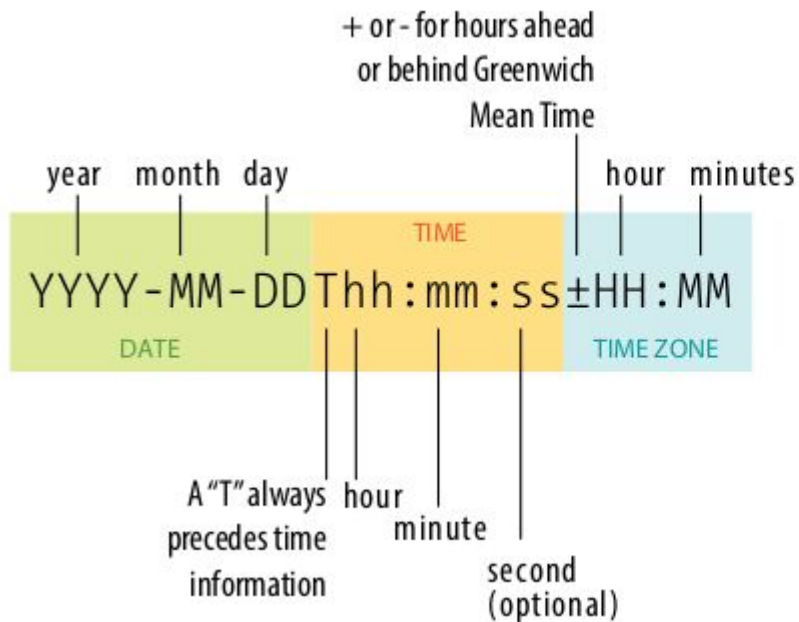 + or - for hours ahead
or behind Greenwich
Mean Time
year month day
hour minutes
TIME
YYYY-MM-DDThh:mm:ss±HH:MM
DATE
TIME ZONE
A “T” always
precedes time
information
hour
minute
second
(optional)